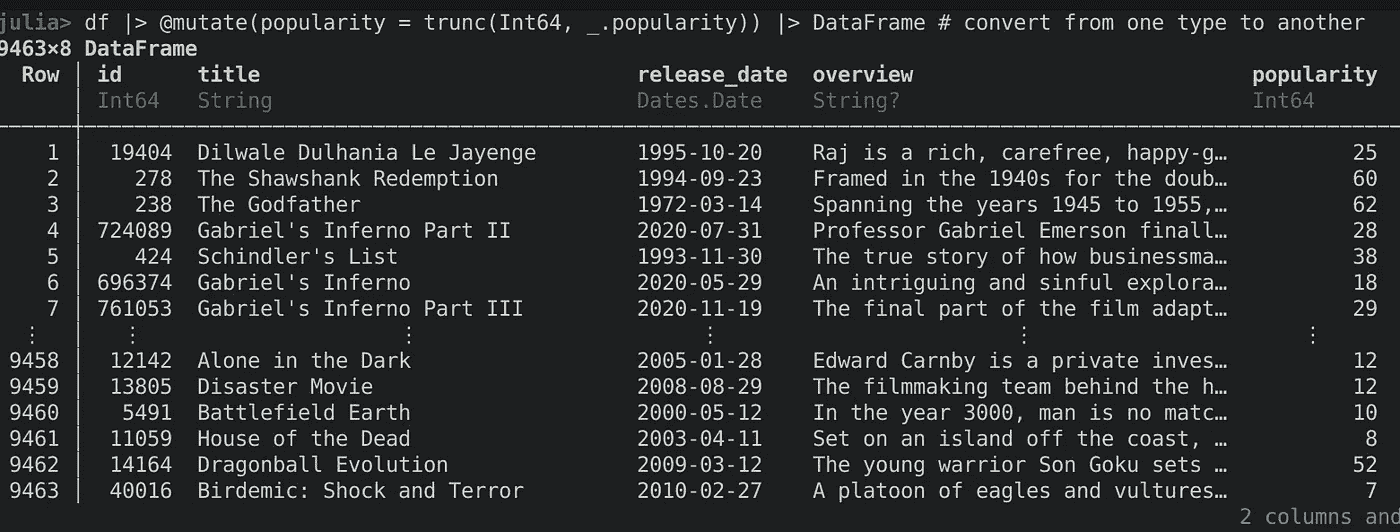 julia> df |> @mutate(popularity = trunc(Int64, _.popularity)) |> DataFrame # convert from one type to another
9463×8 DataFrame
Row │ id title release_date overview popularity
│ Int64 String Dates.Date String? Int64
1 │ 19404 Dilwale Dulhania Le Jayenge 1995-10-20 Raj is a rich, carefree, happy-g… 25
2 │ 278 The Shawshank Redemption 1994-09-23 Framed in the 1940s for the doub… 60
3 │ 238 The Godfather 1972-03-14 Spanning the years 1945 to 1955,… 62
4 │ 724089 Gabriel's Inferno Part II 2020-07-31 Professor Gabriel Emerson finall… 28
5 │ 424 Schindler's List 1993-11-30 The true story of how businessma… 38
6 │ 696374 Gabriel's Inferno 2020-05-29 An intriguing and sinful explora… 18
7 │ 761053 Gabriel's Inferno Part III 2020-11-19 The final part of the film adapt… 29
⋮ │ ⋮ ⋮ ⋮ ⋮ ⋮
9458 │ 12142 Alone in the Dark 2005-01-28 Edward Carnby is a private inves… 12
9459 │ 13805 Disaster Movie 2008-08-29 The filmmaking team behind the h… 12
9460 │ 5491 Battlefield Earth 2000-05-12 In the year 3000, man is no matc… 10
9461 │ 11059 House of the Dead 2003-04-11 Set on an island off the coast, … 8
9462 │ 14164 Dragonball Evolution 2009-03-12 The young warrior Son Goku sets … 52
9463 │ 40016 Birdemic: Shock and Terror 2010-02-27 A platoon of eagles and vultures… 7
2 columns and